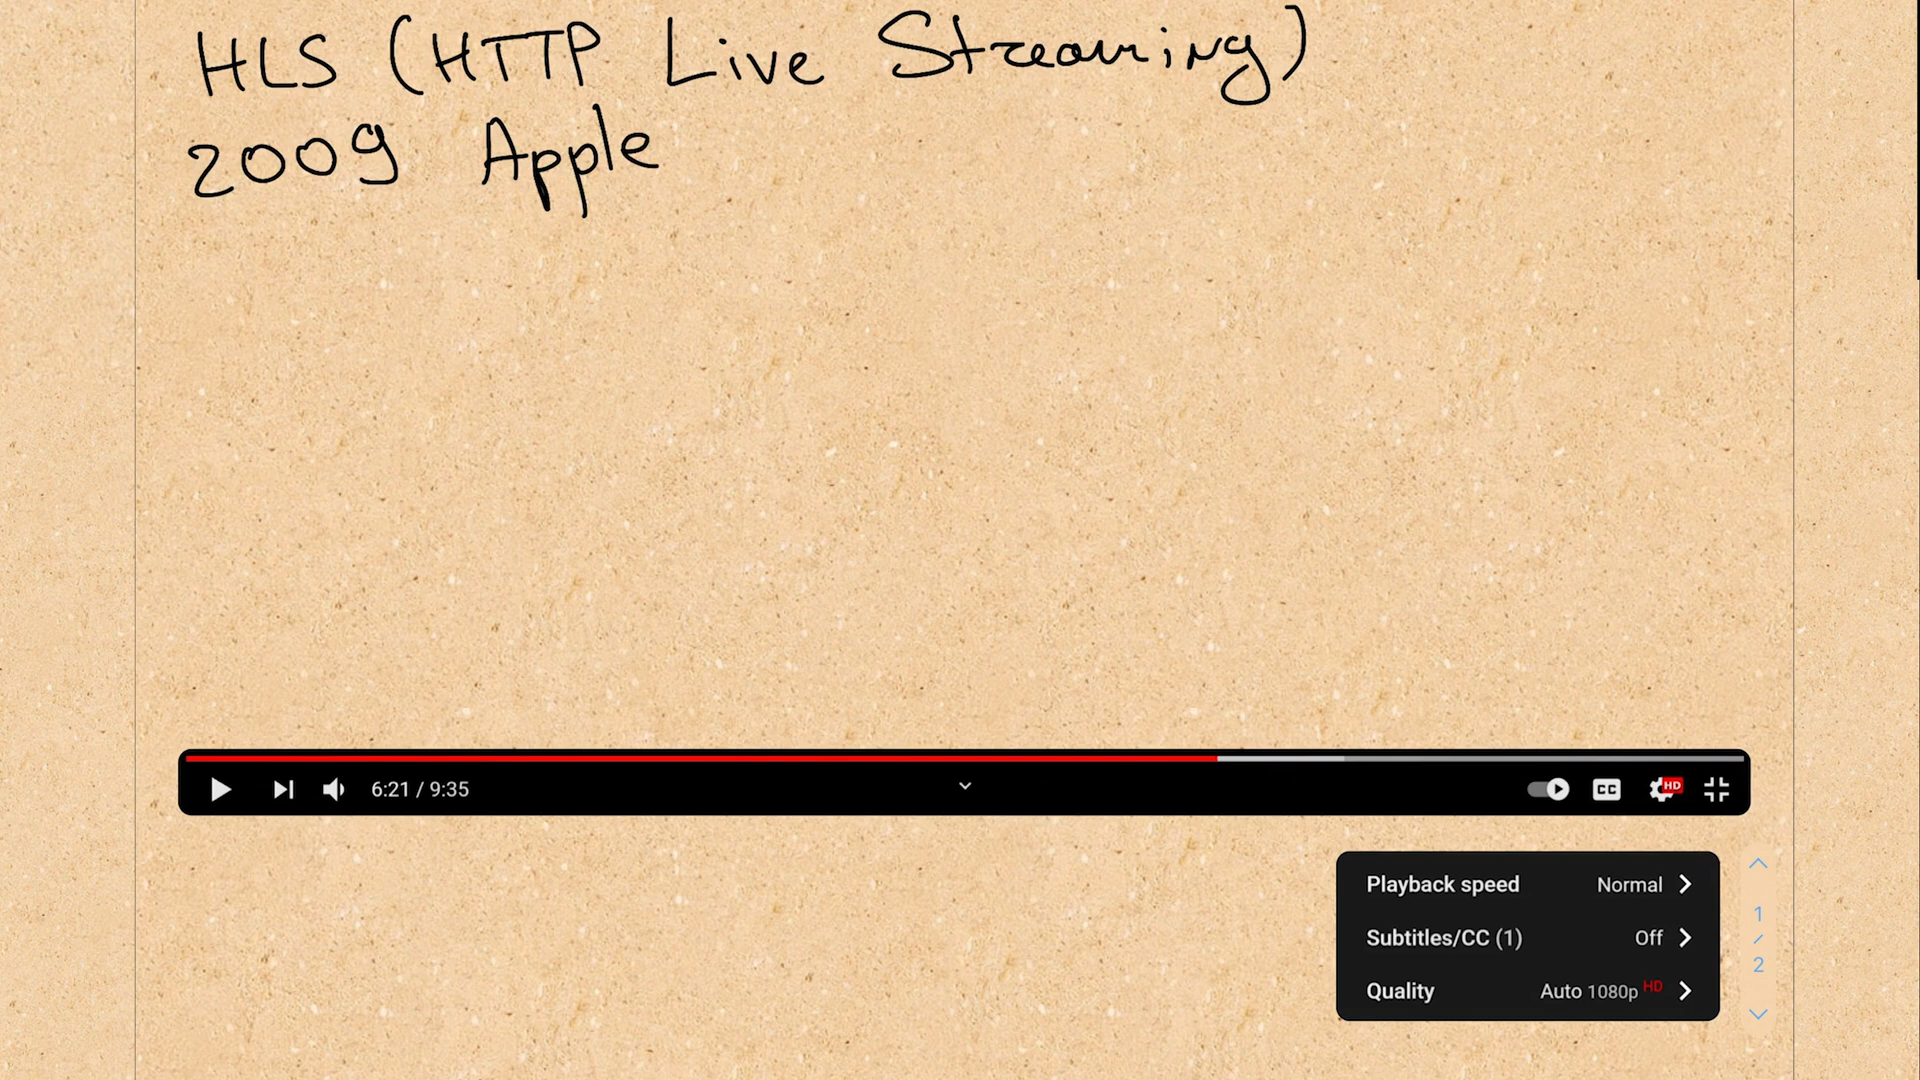 HLS (HTTP Live Streaming)
2009 Apple
6:21 / 9:35
CC
HD
Playback speed Normal
Subtitles/CC (1) Off
Quality Auto 1080p HD
1
/
2